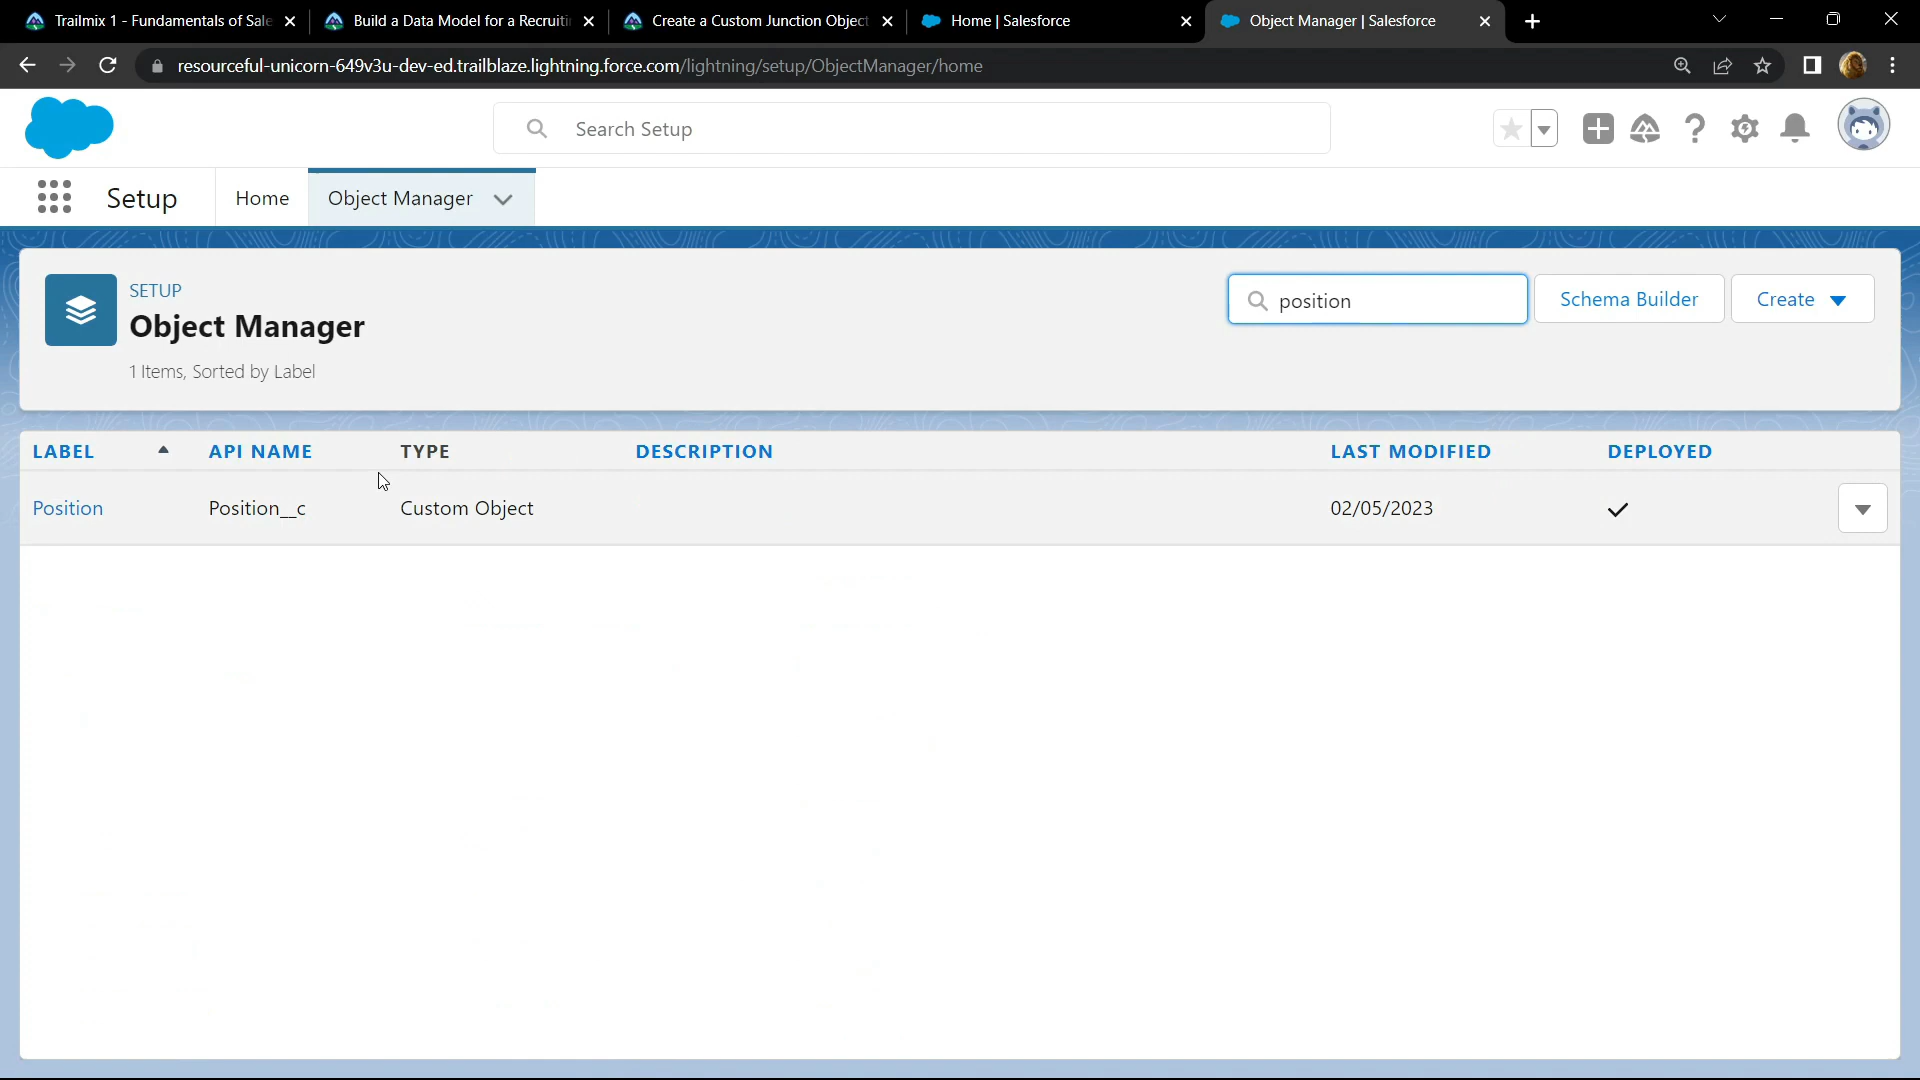 Trailmix 1 - Fundamentals of Sale
Build a Data Model for a Recruitin
Create a Custom Junction Object
Home | Salesforce
Object Manager | Salesforce
resourceful-unicorn-649v3u-dev-ed.trailblaze.lightning.force.com/lightning/setup/ObjectManager/home
Search Setup
Setup
Home
Object Manager
SETUP
Object Manager
1 Items, Sorted by Label
position
Schema Builder
Create
LABEL API NAME TYPE DESCRIPTION LAST MODIFIED DEPLOYED
Position Position__c Custom Object 02/05/2023